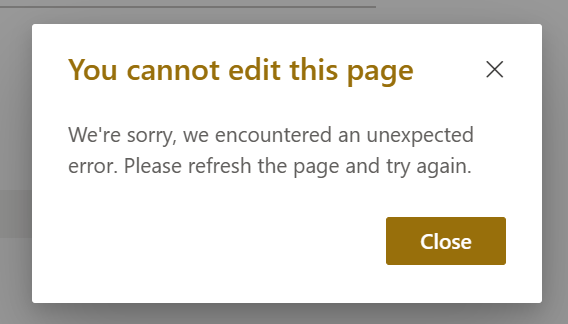 You cannot edit this page
We're sorry, we encountered an unexpected
error. Please refresh the page and try again.
Close